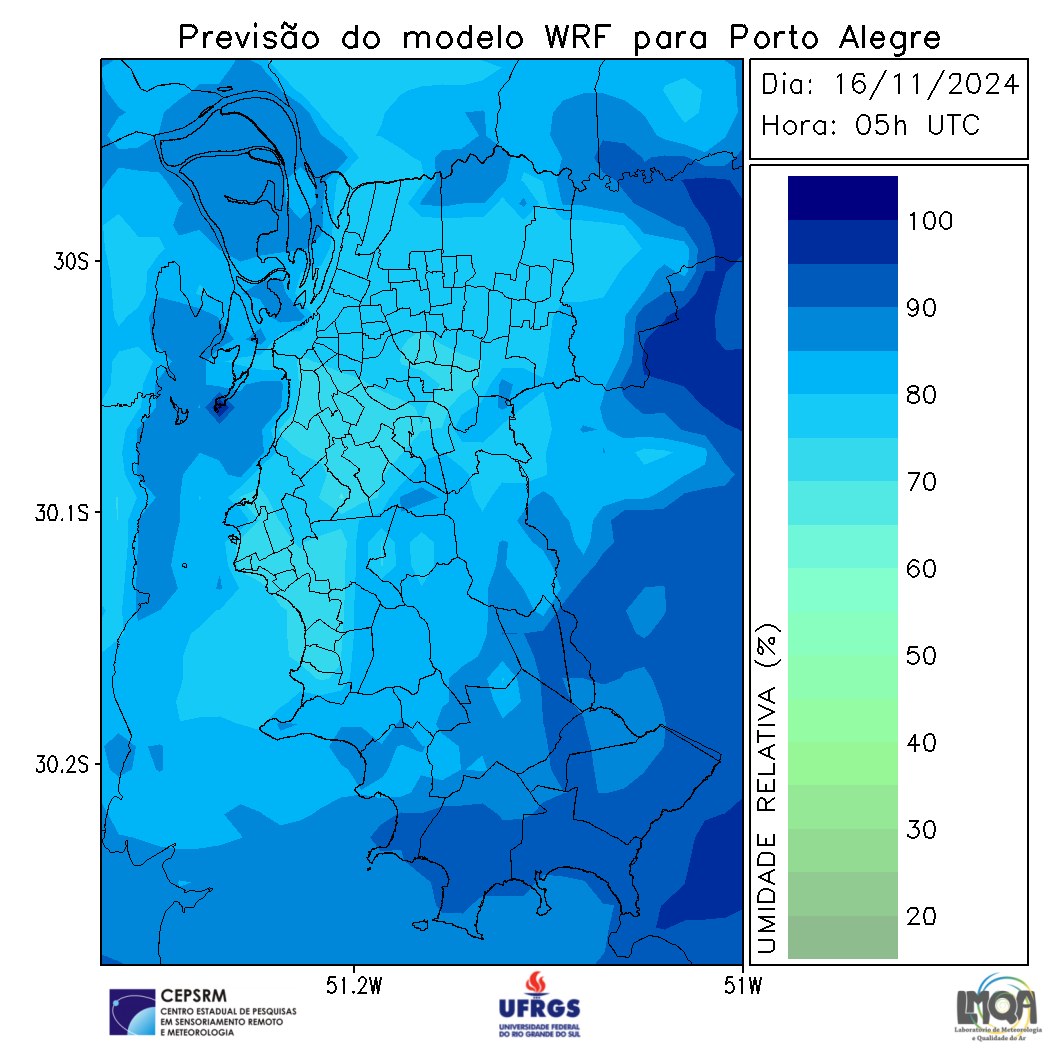 Previsão do modelo WRF para Porto Alegre
Dia: 16/11/2024
Hora: 05h UTC
30S
30.1S
30.2S
51.2W
51W
100
90
80
70
60
50
40
30
20
UMIDADE RELATIVA (%)
CEPSRM
CENTRO ESTADUAL DE PESQUISAS
EM SENSORIAMENTO REMOTO
E METEOROLOGIA
UFRGS
UNIVERSIDADE FEDERAL
DO RIO GRANDE DO SUL
LMQA
Laboratório de Meteorologia
e Qualidade do Ar